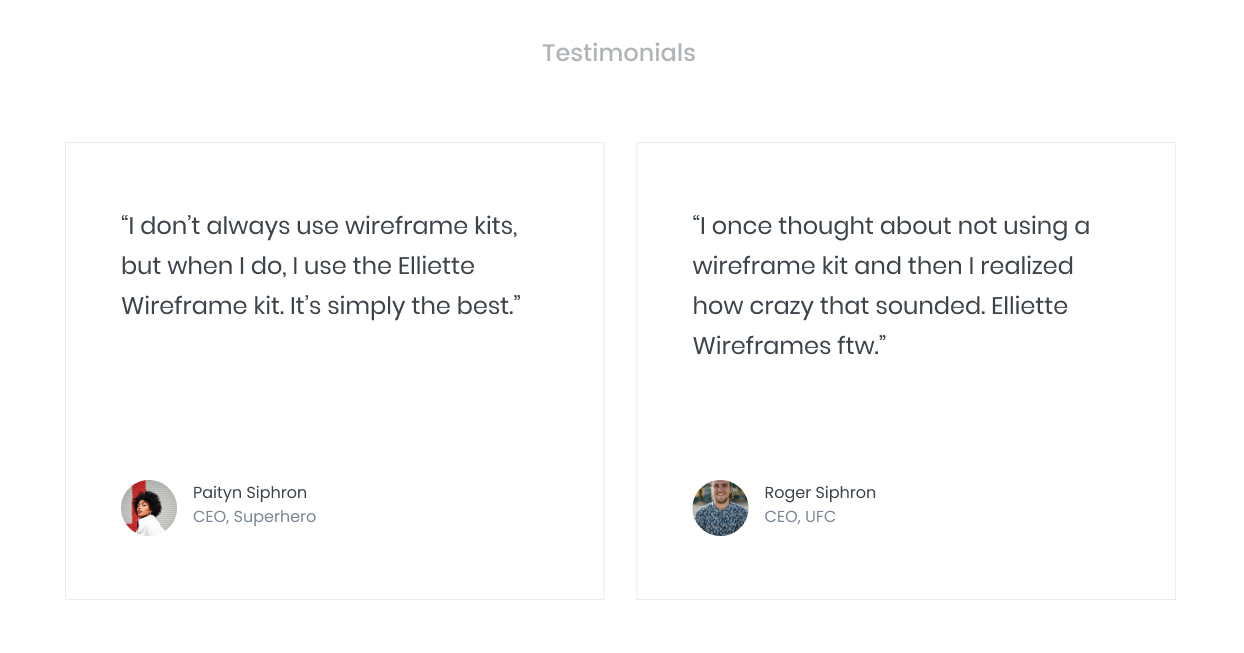 Testimonials
“I don’t always use wireframe kits,
but when I do, I use the Elliette
Wireframe kit. It’s simply the best.”
Paityn Siphron
CEO, Superhero
“I once thought about not using a
wireframe kit and then I realized
how crazy that sounded. Elliette
Wireframes ftw.”
Roger Siphron
CEO, UFC